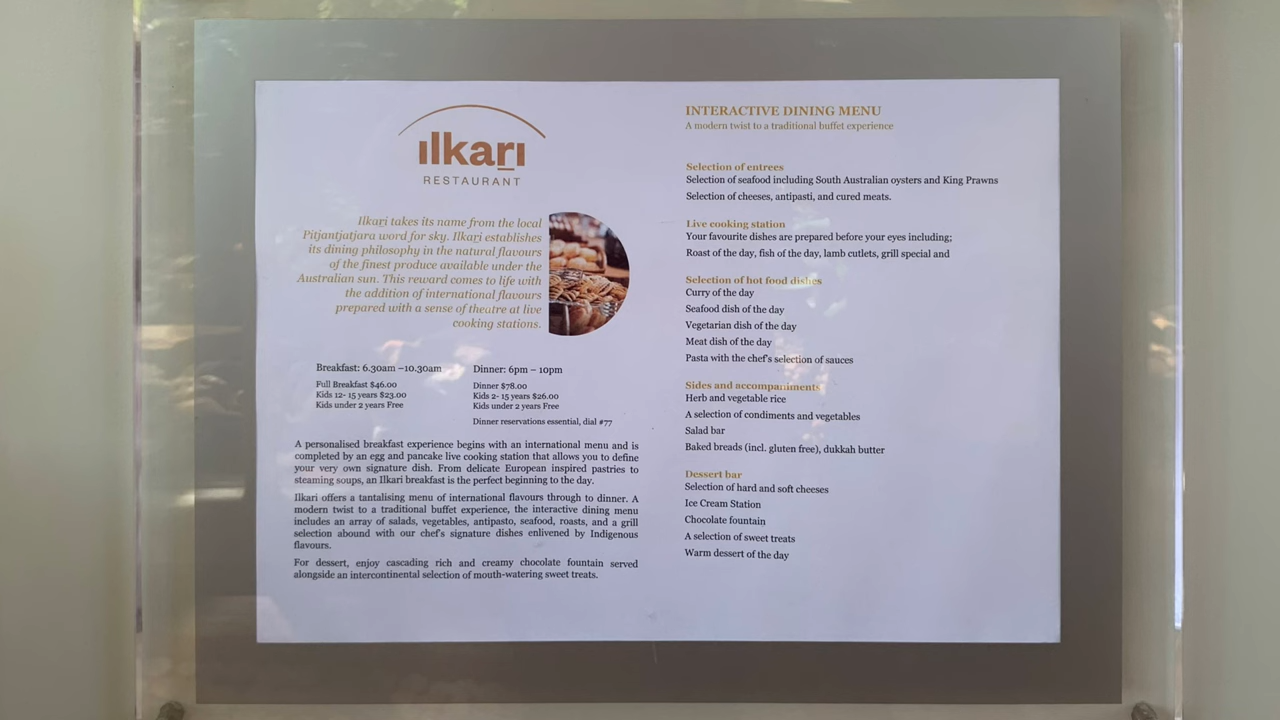 ılkaṟı
RESTAURANT
Ilkaṟi takes its name from the local
Pitjantjatjara word for sky. Ilkaṟi establishes
its dining philosophy in the natural flavours
of the finest produce available under the
Australian sun. This reward comes to life with
the addition of international flavours
prepared with a sense of theatre at live
cooking stations.
Breakfast: 6.30am –10.30am
Full Breakfast $46.00
Kids 12- 15 years $23.00
Kids under 2 years Free
Dinner: 6pm – 10pm
Dinner $78.00
Kids 2- 15 years $26.00
Kids under 2 years Free
Dinner reservations essential, dial #77
A personalised breakfast experience begins with an international menu and is
completed by an egg and pancake live cooking station that allows you to define
your very own signature dish. From delicate European inspired pastries to
steaming soups, an Ilkari breakfast is the perfect beginning to the day.
Ilkari offers a tantalising menu of international flavours through to dinner. A
modern twist to a traditional buffet experience, the interactive dining menu
includes an array of salads, vegetables, antipasto, seafood, roasts, and a grill
selection abound with our chef's signature dishes enlivened by Indigenous
flavours.
For dessert, enjoy cascading rich and creamy chocolate fountain served
alongside an intercontinental selection of mouth-watering sweet treats.
INTERACTIVE DINING MENU
A modern twist to a traditional buffet experience
Selection of entrees
Selection of seafood including South Australian oysters and King Prawns
Selection of cheeses, antipasti, and cured meats.
Live cooking station
Your favourite dishes are prepared before your eyes including;
Roast of the day, fish of the day, lamb cutlets, grill special and
Selection of hot food dishes
Curry of the day
Seafood dish of the day
Vegetarian dish of the day
Meat dish of the day
Pasta with the chef's selection of sauces
Sides and accompaniments
Herb and vegetable rice
A selection of condiments and vegetables
Salad bar
Baked breads (incl. gluten free), dukkah butter
Dessert bar
Selection of hard and soft cheeses
Ice Cream Station
Chocolate fountain
A selection of sweet treats
Warm dessert of the day